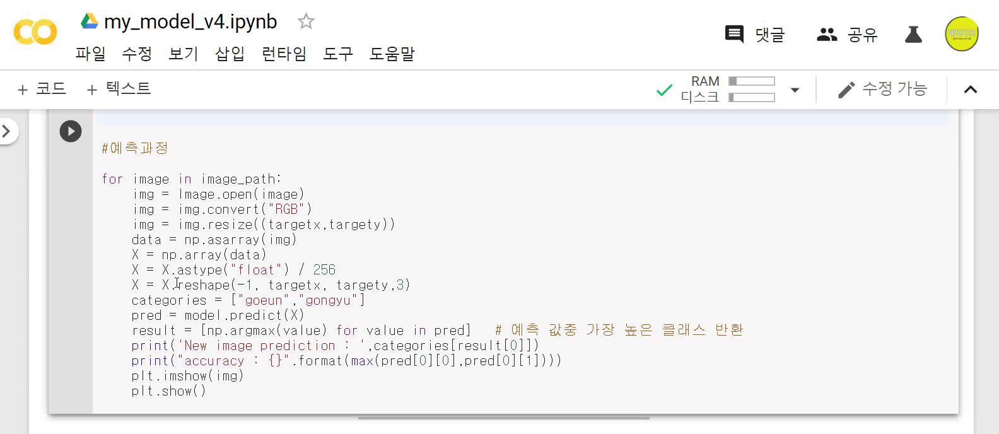 my_model_v4.ipynb
파일 수정 보기 삽입 런타임 도구 도움말
댓글 공유
+ 코드 + 텍스트
RAM
디스크
수정 가능
#예측과정
for image in image_path:
    img = Image.open(image)
    img = img.convert("RGB")
    img = img.resize((targetx,targety))
    data = np.asarray(img)
    X = np.array(data)
    X = X.astype("float") / 256
    X = X.reshape(-1, targetx, targety,3)
    categories = ["goeun","gongyu"]
    pred = model.predict(X)
    result = [np.argmax(value) for value in pred]   # 예측 값중 가장 높은 클래스 반환
    print('New image prediction : ',categories[result[0]])
    print("accuracy : {}".format(max(pred[0][0],pred[0][1])))
    plt.imshow(img)
    plt.show()